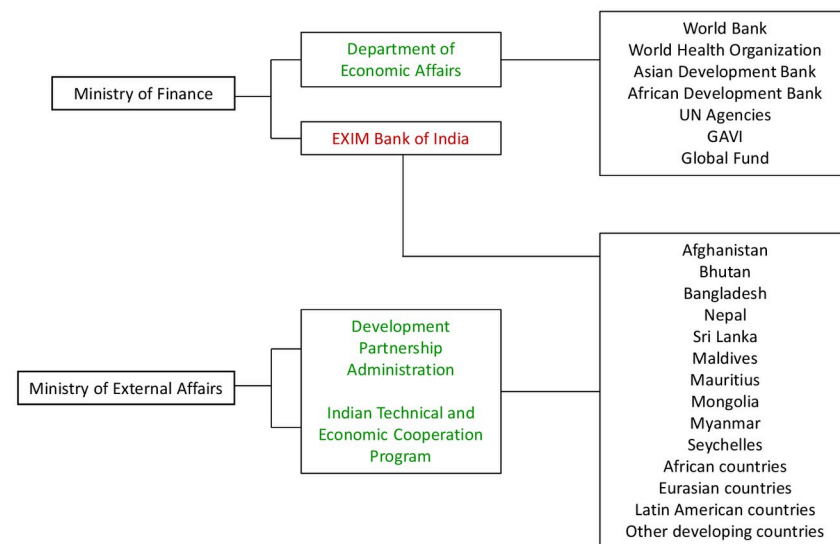 Ministry of Finance
Department of
Economic Affairs
EXIM Bank of India
World Bank
World Health Organization
Asian Development Bank
African Development Bank
UN Agencies
GAVI
Global Fund
Ministry of External Affairs
Development
Partnership
Administration
Indian Technical and
Economic Cooperation
Program
Afghanistan
Bhutan
Bangladesh
Nepal
Sri Lanka
Maldives
Mauritius
Mongolia
Myanmar
Seychelles
African countries
Eurasian countries
Latin American countries
Other developing countries